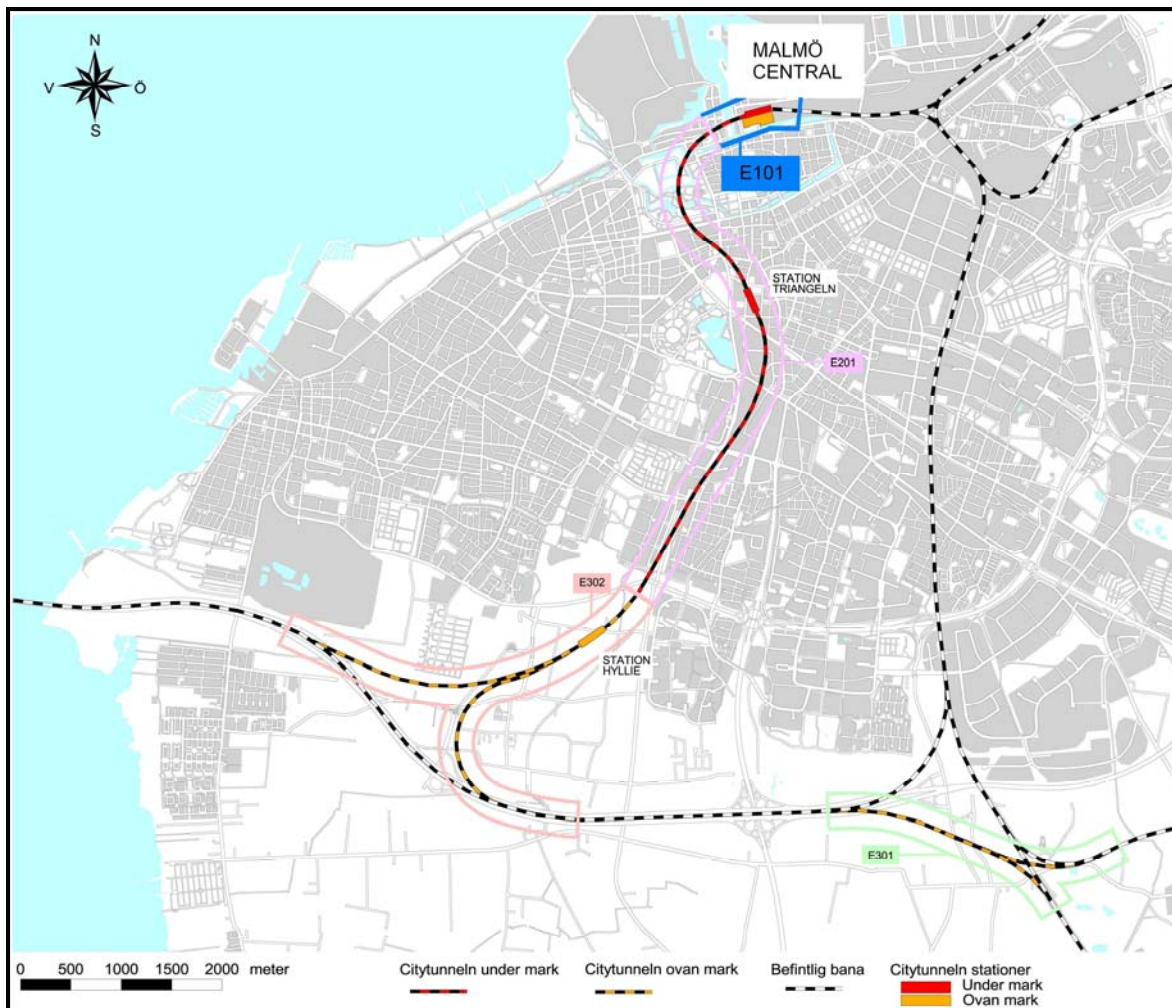 N
V
Ö
S
MALMÖ
CENTRAL
E101
STATION
TRIANGELN
E201
E302
STATION
HYLLIE
E301
0 500 1000 1500 2000 meter
Citytunneln under mark
Citytunneln ovan mark
Befintlig bana
Citytunneln stationer
Under mark
Ovan mark